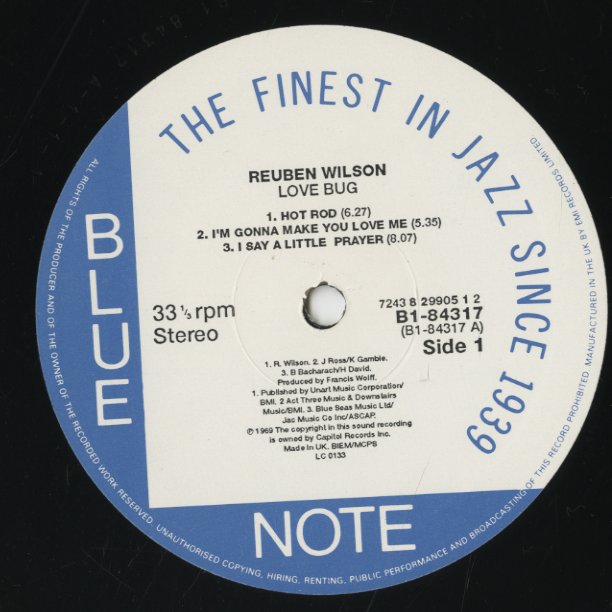 THE FINEST IN JAZZ SINCE 1939
REUBEN WILSON
LOVE BUG
1. HOT ROD (6.27)
2. I'M GONNA MAKE YOU LOVE ME (5.35)
3. I SAY A LITTLE PRAYER (8.07)
33 ⅓ rpm
Stereo
7243 8 29905 1 2
B1-84317
(B1-84317 A)
Side 1
1. R. Wilson. 2. J Ross/K Gamble.
3. B Bacharach/H David.
Produced by Francis Wolff.
1. Published by Unart Music Corporation/
BMI. 2 Act Three Music & Downstairs
Music/BMI. 3. Blue Seas Music Ltd/
Jac Music Co Inc/ASCAP.
℗ 1969 The copyright in this sound recording
is owned by Capitol Records Inc.
Made in UK. BIEM/MCPS
LC 0133
BLUE
NOTE
ALL RIGHTS OF THE PRODUCER AND OF THE OWNER OF THE RECORDED WORK RESERVED. UNAUTHORISED COPYING, HIRING, RENTING, PUBLIC PERFORMANCE AND BROADCASTING OF THIS RECORD PROHIBITED. MANUFACTURED IN THE UK BY EMI RECORDS LIMITED.